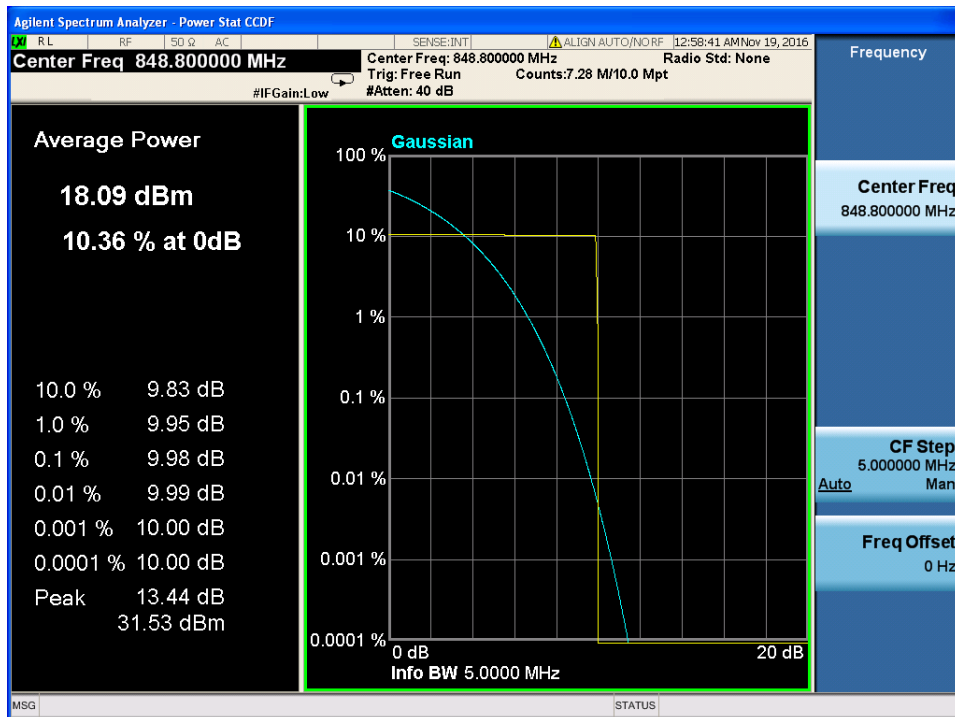 Agilent Spectrum Analyzer - Power Stat CCDF
LXI RL RF 50 Ω AC SENSE:INT ALIGN AUTO/NO RF 12:58:41 AM Nov 19, 2016
Center Freq 848.800000 MHz
#IFGain:Low
Center Freq: 848.800000 MHz Radio Std: None
Trig: Free Run Counts:7.28 M/10.0 Mpt
#Atten: 40 dB
Average Power
18.09 dBm
10.36 % at 0dB
10.0 % 9.83 dB
1.0 % 9.95 dB
0.1 % 9.98 dB
0.01 % 9.99 dB
0.001 % 10.00 dB
0.0001 % 10.00 dB
Peak 13.44 dB
31.53 dBm
Gaussian
100 %
10 %
1 %
0.1 %
0.01 %
0.001 %
0.0001 %
0 dB 20 dB
Info BW 5.0000 MHz
Frequency
Center Freq
848.800000 MHz
CF Step
5.000000 MHz
Auto Man
Freq Offset
0 Hz
MSG STATUS